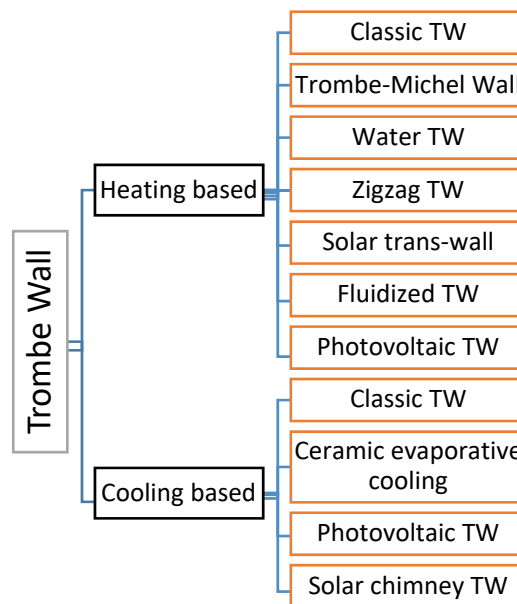 Trombe Wall
Heating based
Classic TW
Trombe-Michel Wall
Water TW
Zigzag TW
Solar trans-wall
Fluidized TW
Photovoltaic TW
Cooling based
Classic TW
Ceramic evaporative
cooling
Photovoltaic TW
Solar chimney TW